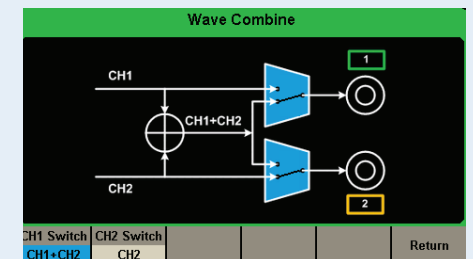 Wave Combine
1
CH1
CH1+CH2
CH2
2
CH1 Switch CH2 Switch
CH1+CH2 CH2 Return